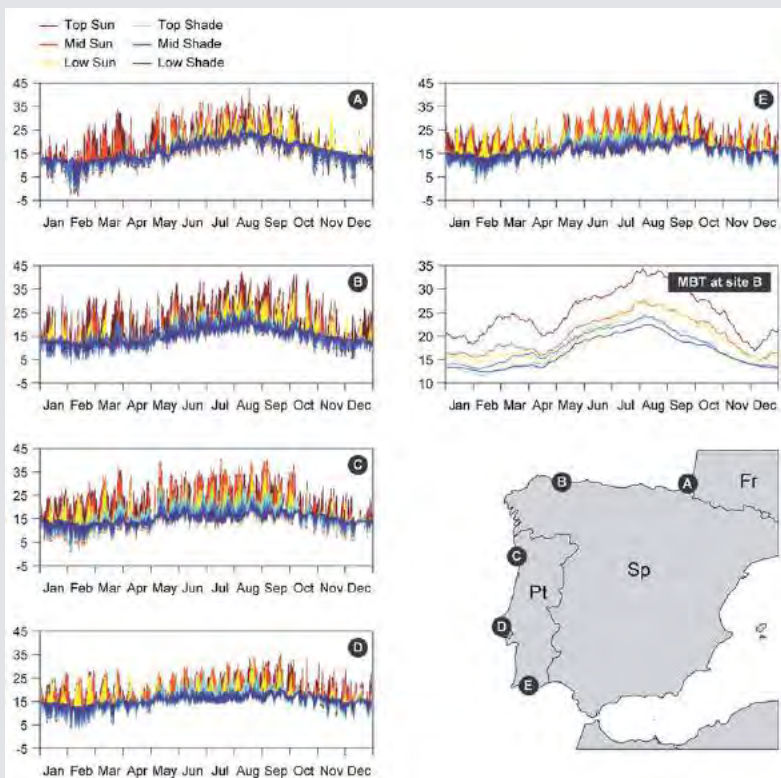 Top Sun Top Shade
Mid Sun Mid Shade
Low Sun Low Shade
45
35
25
15
5
-5
A
Jan Feb Mar Apr May Jun Jul Aug Sep Oct Nov Dec
45
35
25
15
5
-5
B
Jan Feb Mar Apr May Jun Jul Aug Sep Oct Nov Dec
45
35
25
15
5
-5
C
Jan Feb Mar Apr May Jun Jul Aug Sep Oct Nov Dec
45
35
25
15
5
-5
D
Jan Feb Mar Apr May Jun Jul Aug Sep Oct Nov Dec
45
35
25
15
5
-5
E
Jan Feb Mar Apr May Jun Jul Aug Sep Oct Nov Dec
35
30
25
20
15
10
MBT at site B
Jan Feb Mar Apr May Jun Jul Aug Sep Oct Nov Dec
B
A
Fr
C
Sp
Pt
D
E